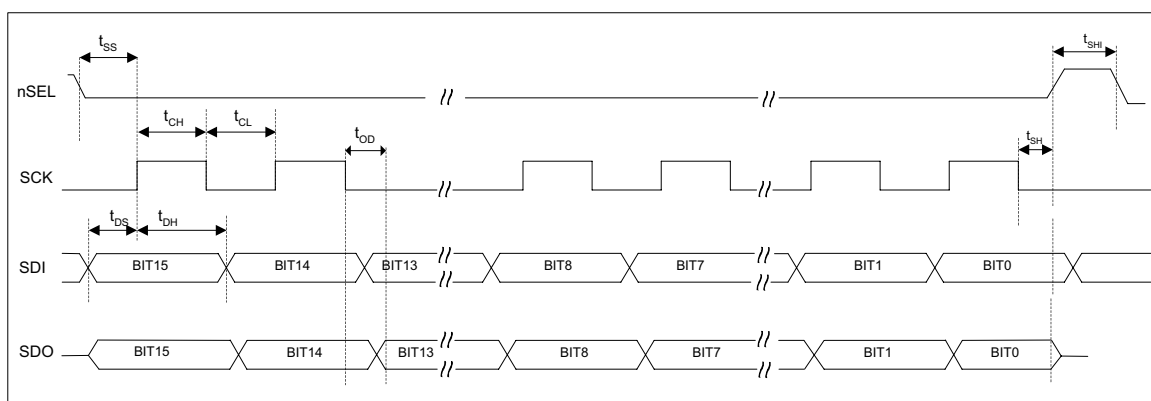 tSS
tSHI
nSEL
tCH tCL tOD tSH
SCK
tDS tDH
SDI BIT15 BIT14 BIT13 BIT8 BIT7 BIT1 BIT0
SDO BIT15 BIT14 BIT13 BIT8 BIT7 BIT1 BIT0